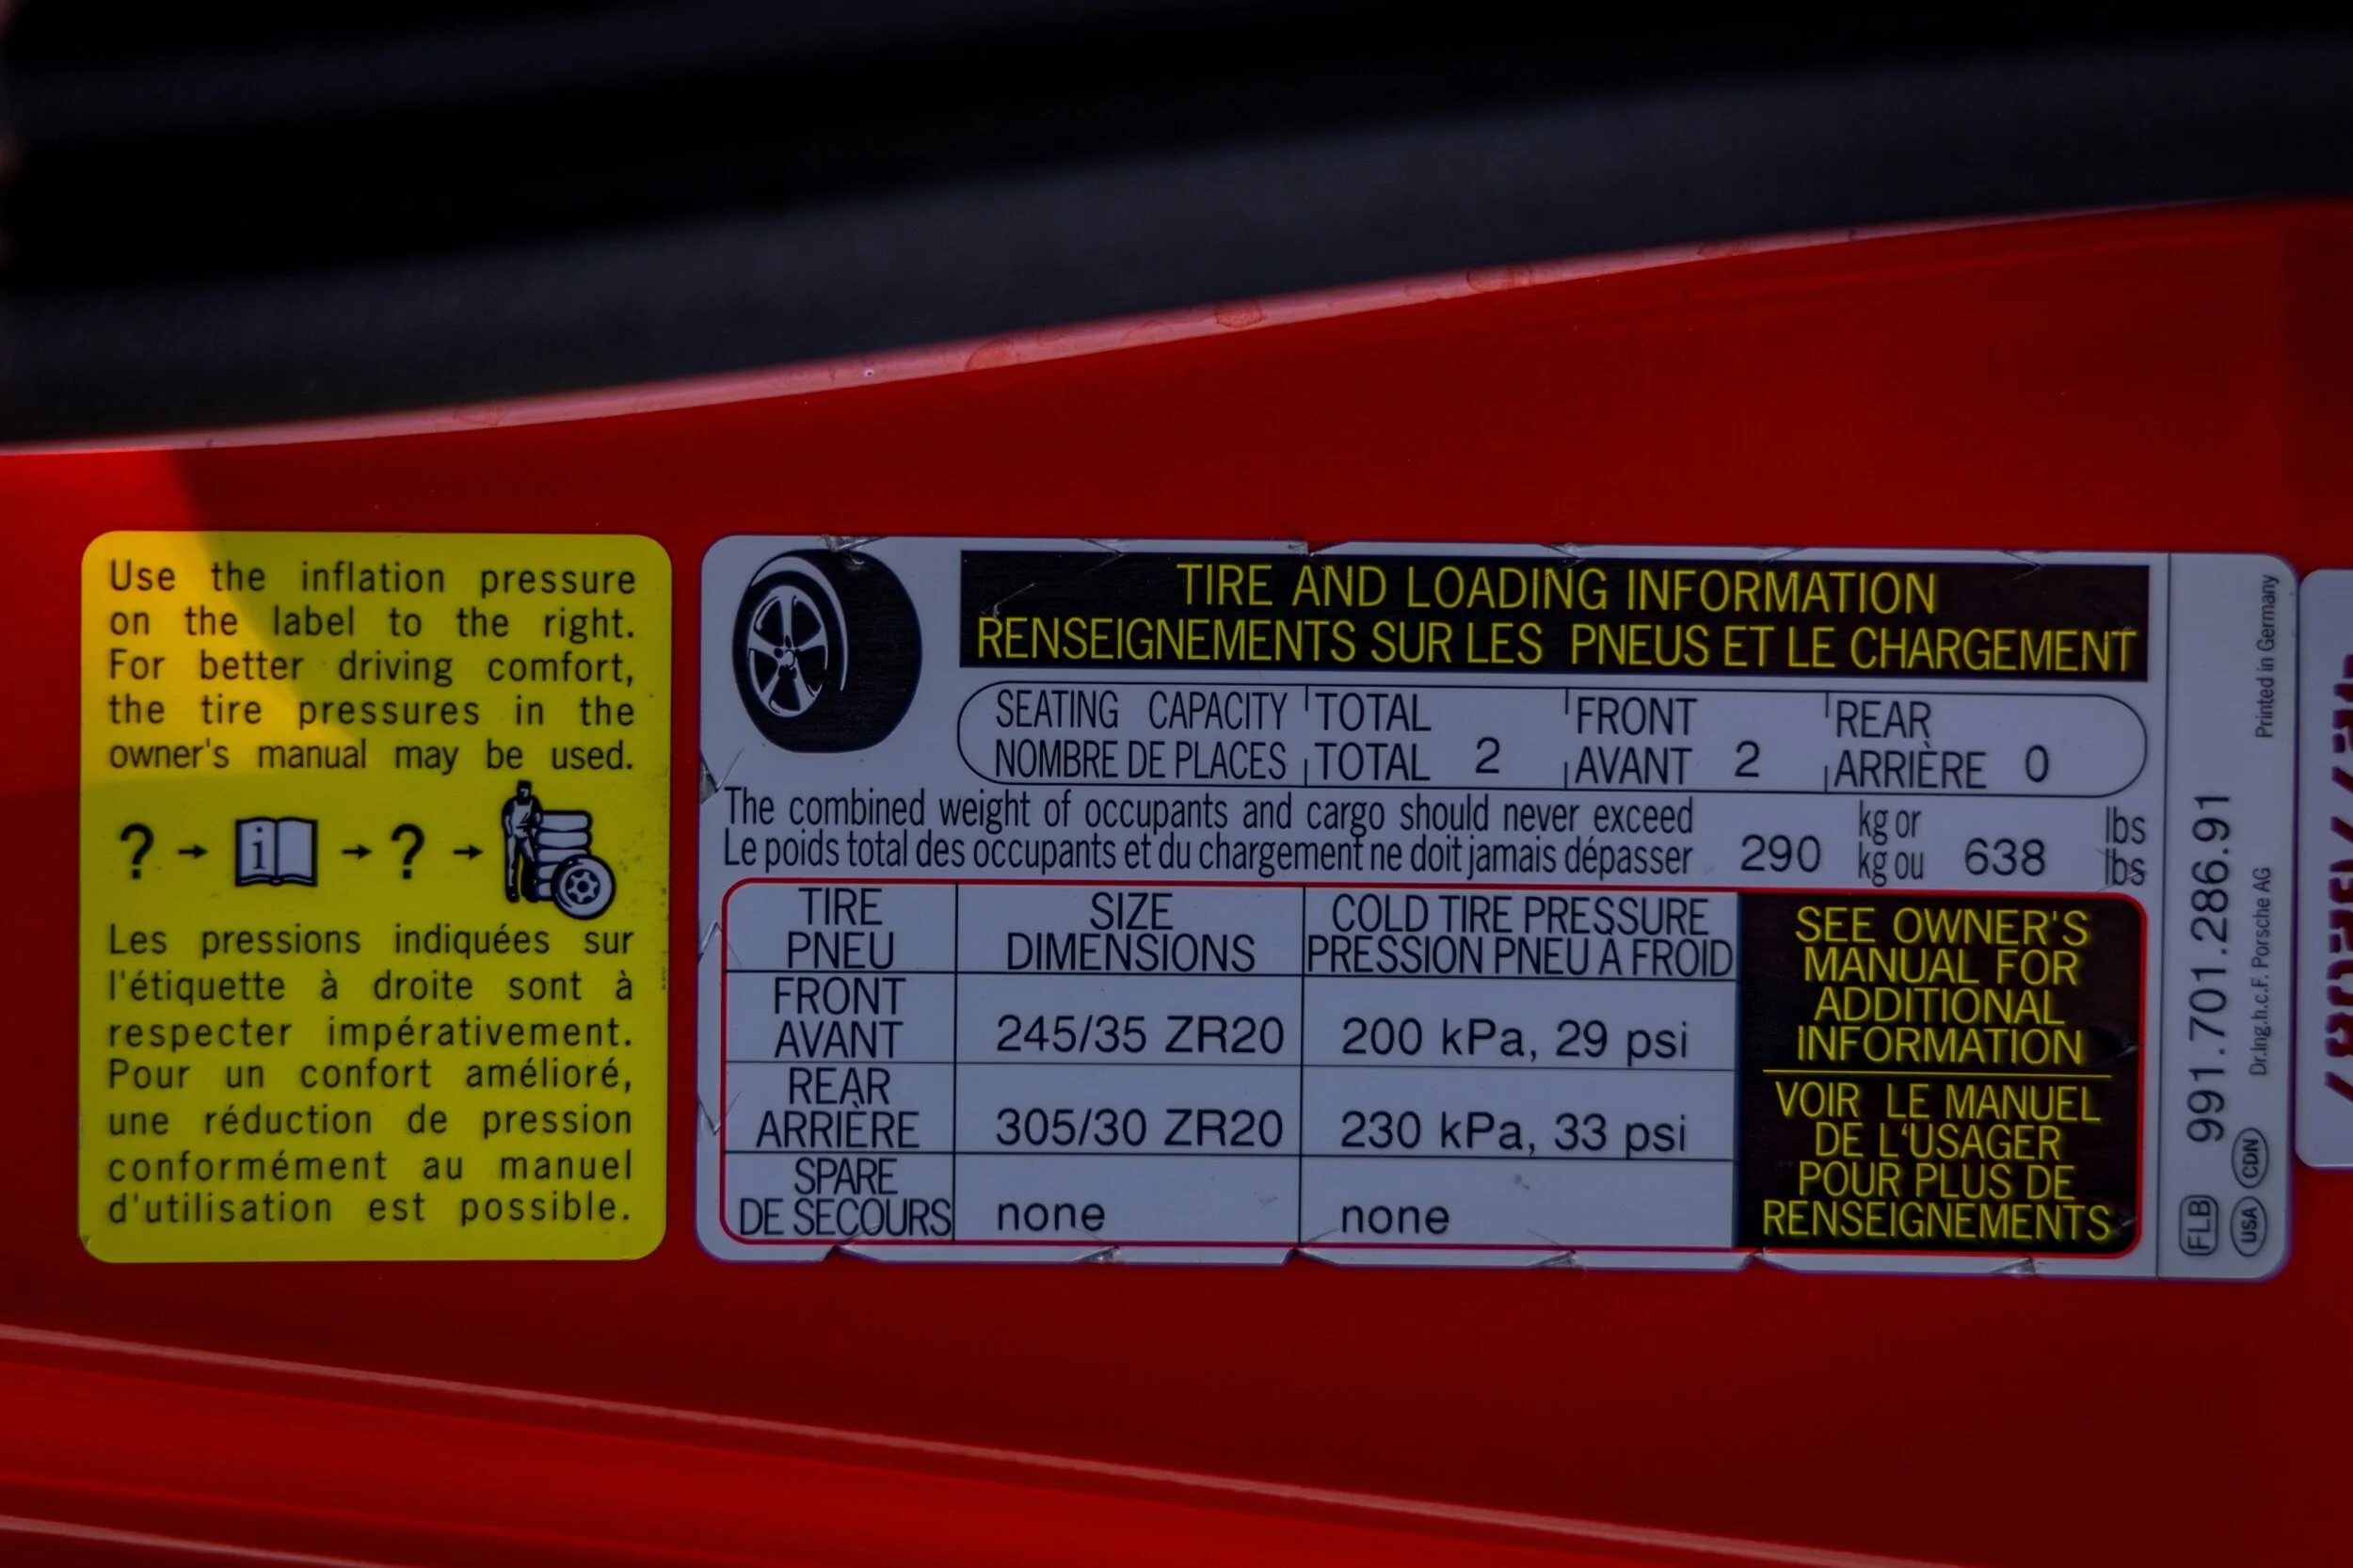 Use the inflation pressure
on the label to the right.
For better driving comfort,
the tire pressures in the
owner's manual may be used.
? → i → ? →
Les pressions indiquées sur
l'étiquette à droite sont à
respecter impérativement.
Pour un confort amélioré,
une réduction de pression
conformément au manuel
d'utilisation est possible.
TIRE AND LOADING INFORMATION
RENSEIGNEMENTS SUR LES PNEUS ET LE CHARGEMENT
SEATING CAPACITY TOTAL FRONT REAR
NOMBRE DE PLACES TOTAL 2 AVANT 2 ARRIÈRE 0
The combined weight of occupants and cargo should never exceed kg or lbs
Le poids total des occupants et du chargement ne doit jamais dépasser 290 kg ou 638 lbs
TIRE SIZE COLD TIRE PRESSURE
PNEU DIMENSIONS PRESSION PNEU À FROID
FRONT
AVANT 245/35 ZR20 200 kPa, 29 psi
REAR
ARRIÈRE 305/30 ZR20 230 kPa, 33 psi
SPARE
DE SECOURS none none
SEE OWNER'S
MANUAL FOR
ADDITIONAL
INFORMATION
VOIR LE MANUEL
DE L'USAGER
POUR PLUS DE
RENSEIGNEMENTS
FLB 991.701.286.91
USA CDN Dr.Ing.h.c.F. Porsche AG Printed in Germany